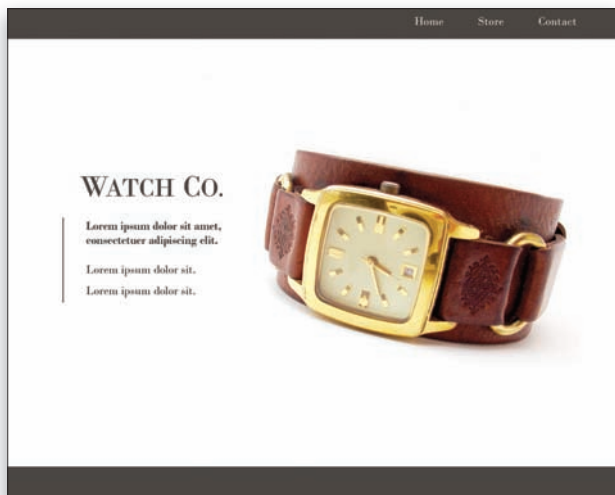 Home Store Contact
WATCH CO.
Lorem ipsum dolor sit amet,
consectetuer adipiscing elit.
Lorem ipsum dolor sit.
Lorem ipsum dolor sit.